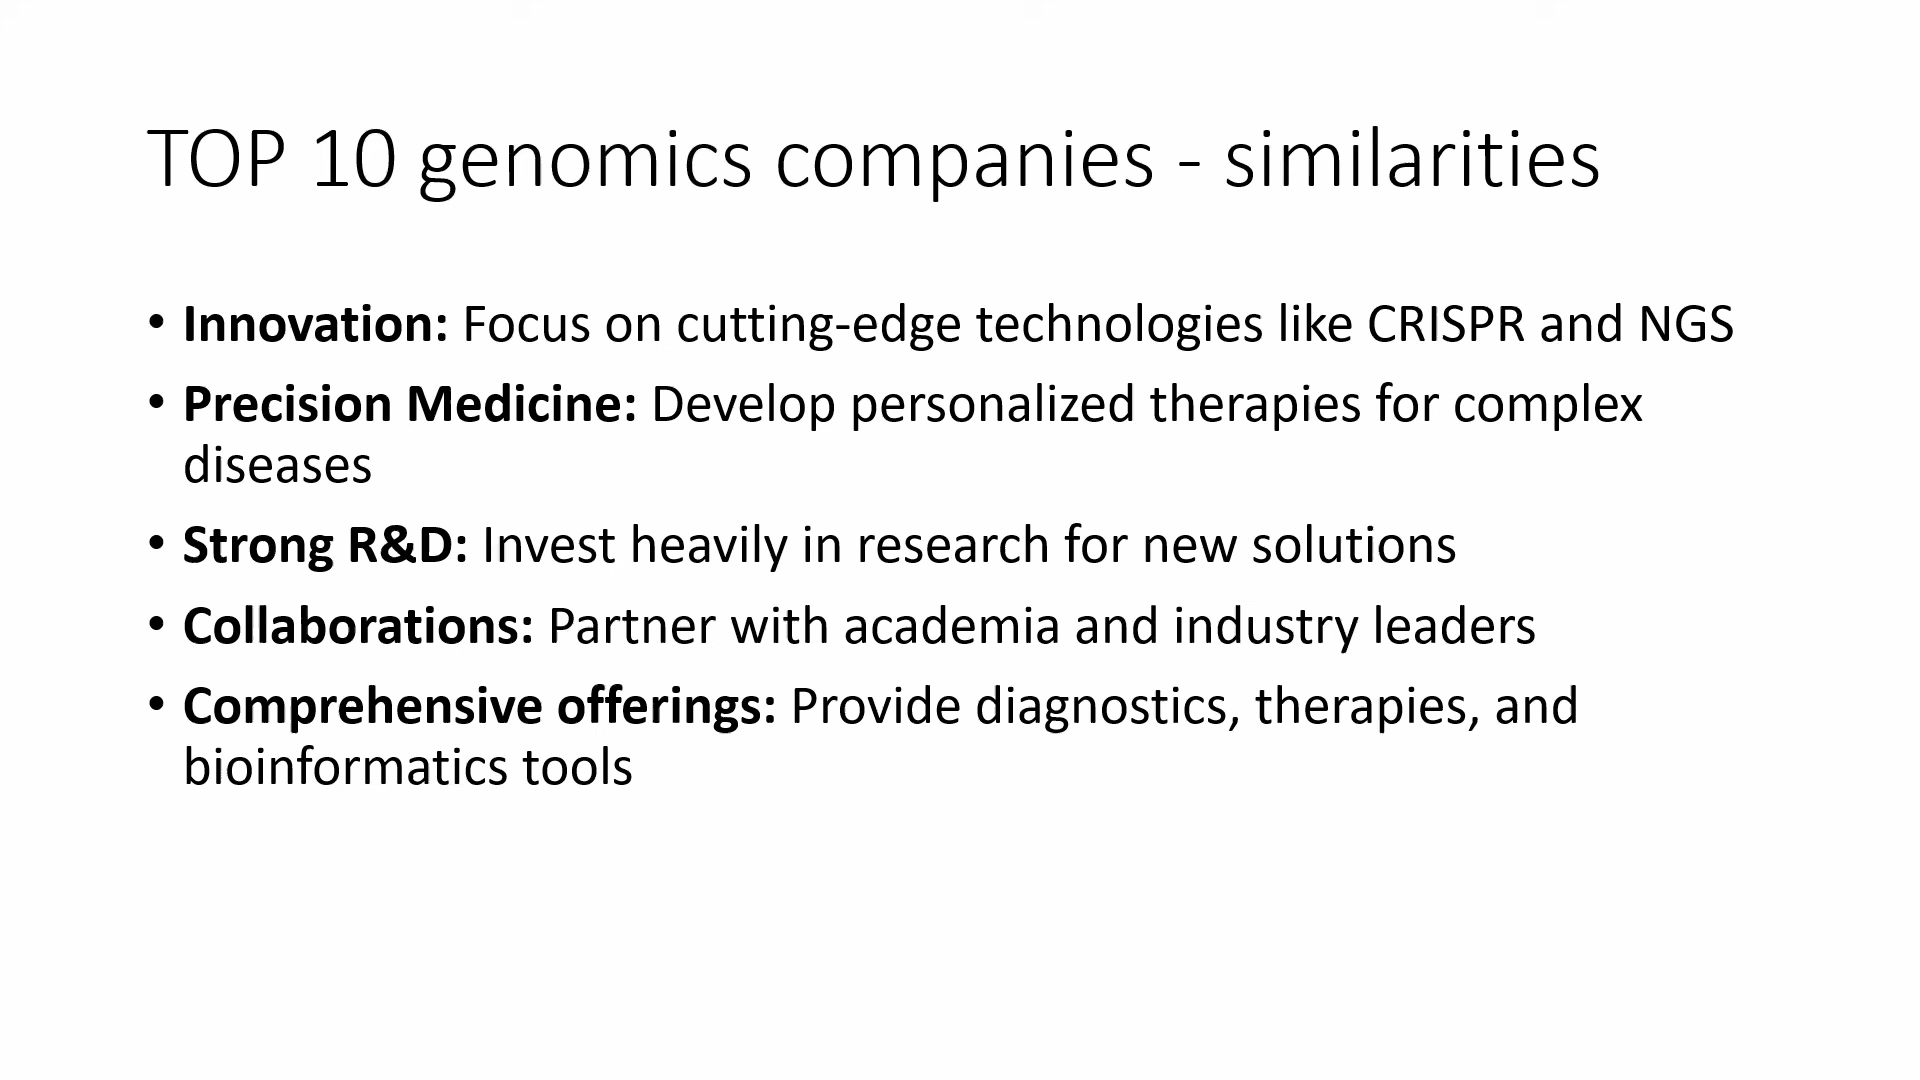 TOP 10 genomics companies - similarities
• Innovation: Focus on cutting-edge technologies like CRISPR and NGS
• Precision Medicine: Develop personalized therapies for complex
diseases
• Strong R&D: Invest heavily in research for new solutions
• Collaborations: Partner with academia and industry leaders
• Comprehensive offerings: Provide diagnostics, therapies, and
bioinformatics tools